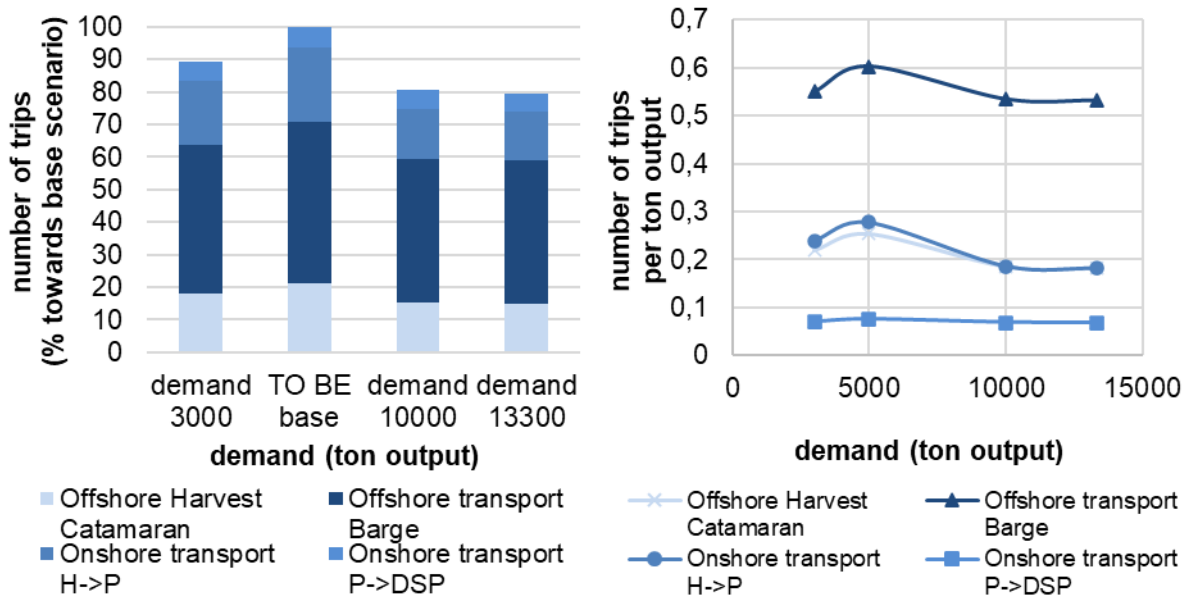 number of trips
(% towards base scenario)
100
90
80
70
60
50
40
30
20
10
0
demand
3000
TO BE
base
demand
10000
demand
13300
demand (ton output)
Offshore Harvest
Catamaran
Offshore transport
Barge
Onshore transport
H->P
Onshore transport
P->DSP
number of trips
per ton output
0,7
0,6
0,5
0,4
0,3
0,2
0,1
0
0
5000
10000
15000
demand (ton output)
Offshore Harvest
Catamaran
Offshore transport
Barge
Onshore transport
H->P
Onshore transport
P->DSP